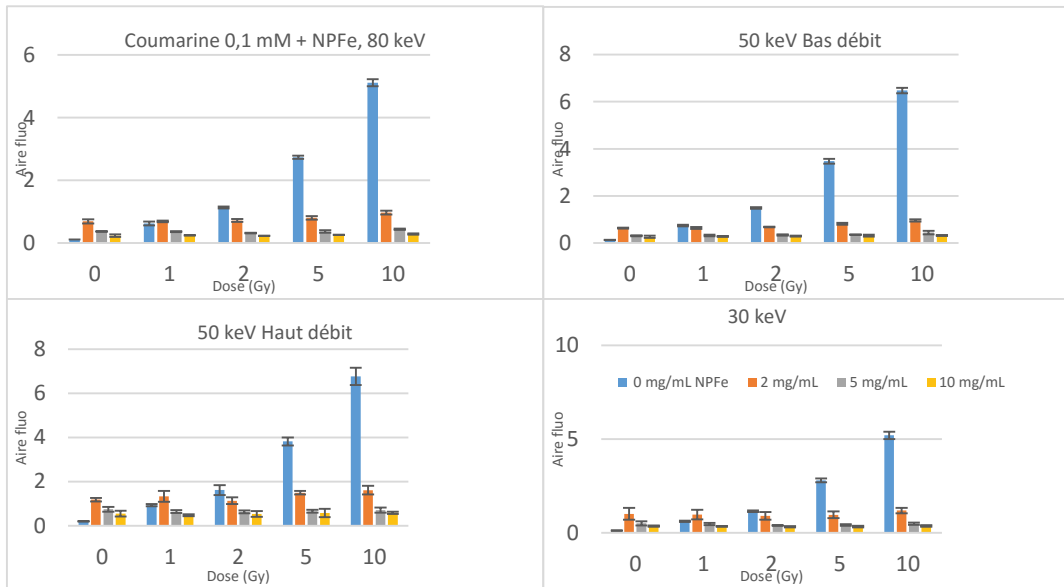 Coumarine 0,1 mM + NPFe, 80 keV
6
4
2
0
Aire fluo
0 1 2 5 10
Dose (Gy)
50 keV Bas débit
8
6
4
2
0
Aire fluo
0 1 2 5 10
Dose (Gy)
50 keV Haut débit
8
6
4
2
0
Aire fluo
0 1 2 5 10
Dose (Gy)
30 keV
10
5
0
Aire fluo
0 mg/mL NPFe 2 mg/mL 5 mg/mL 10 mg/mL
0 1 2 5 10
Dose (Gy)